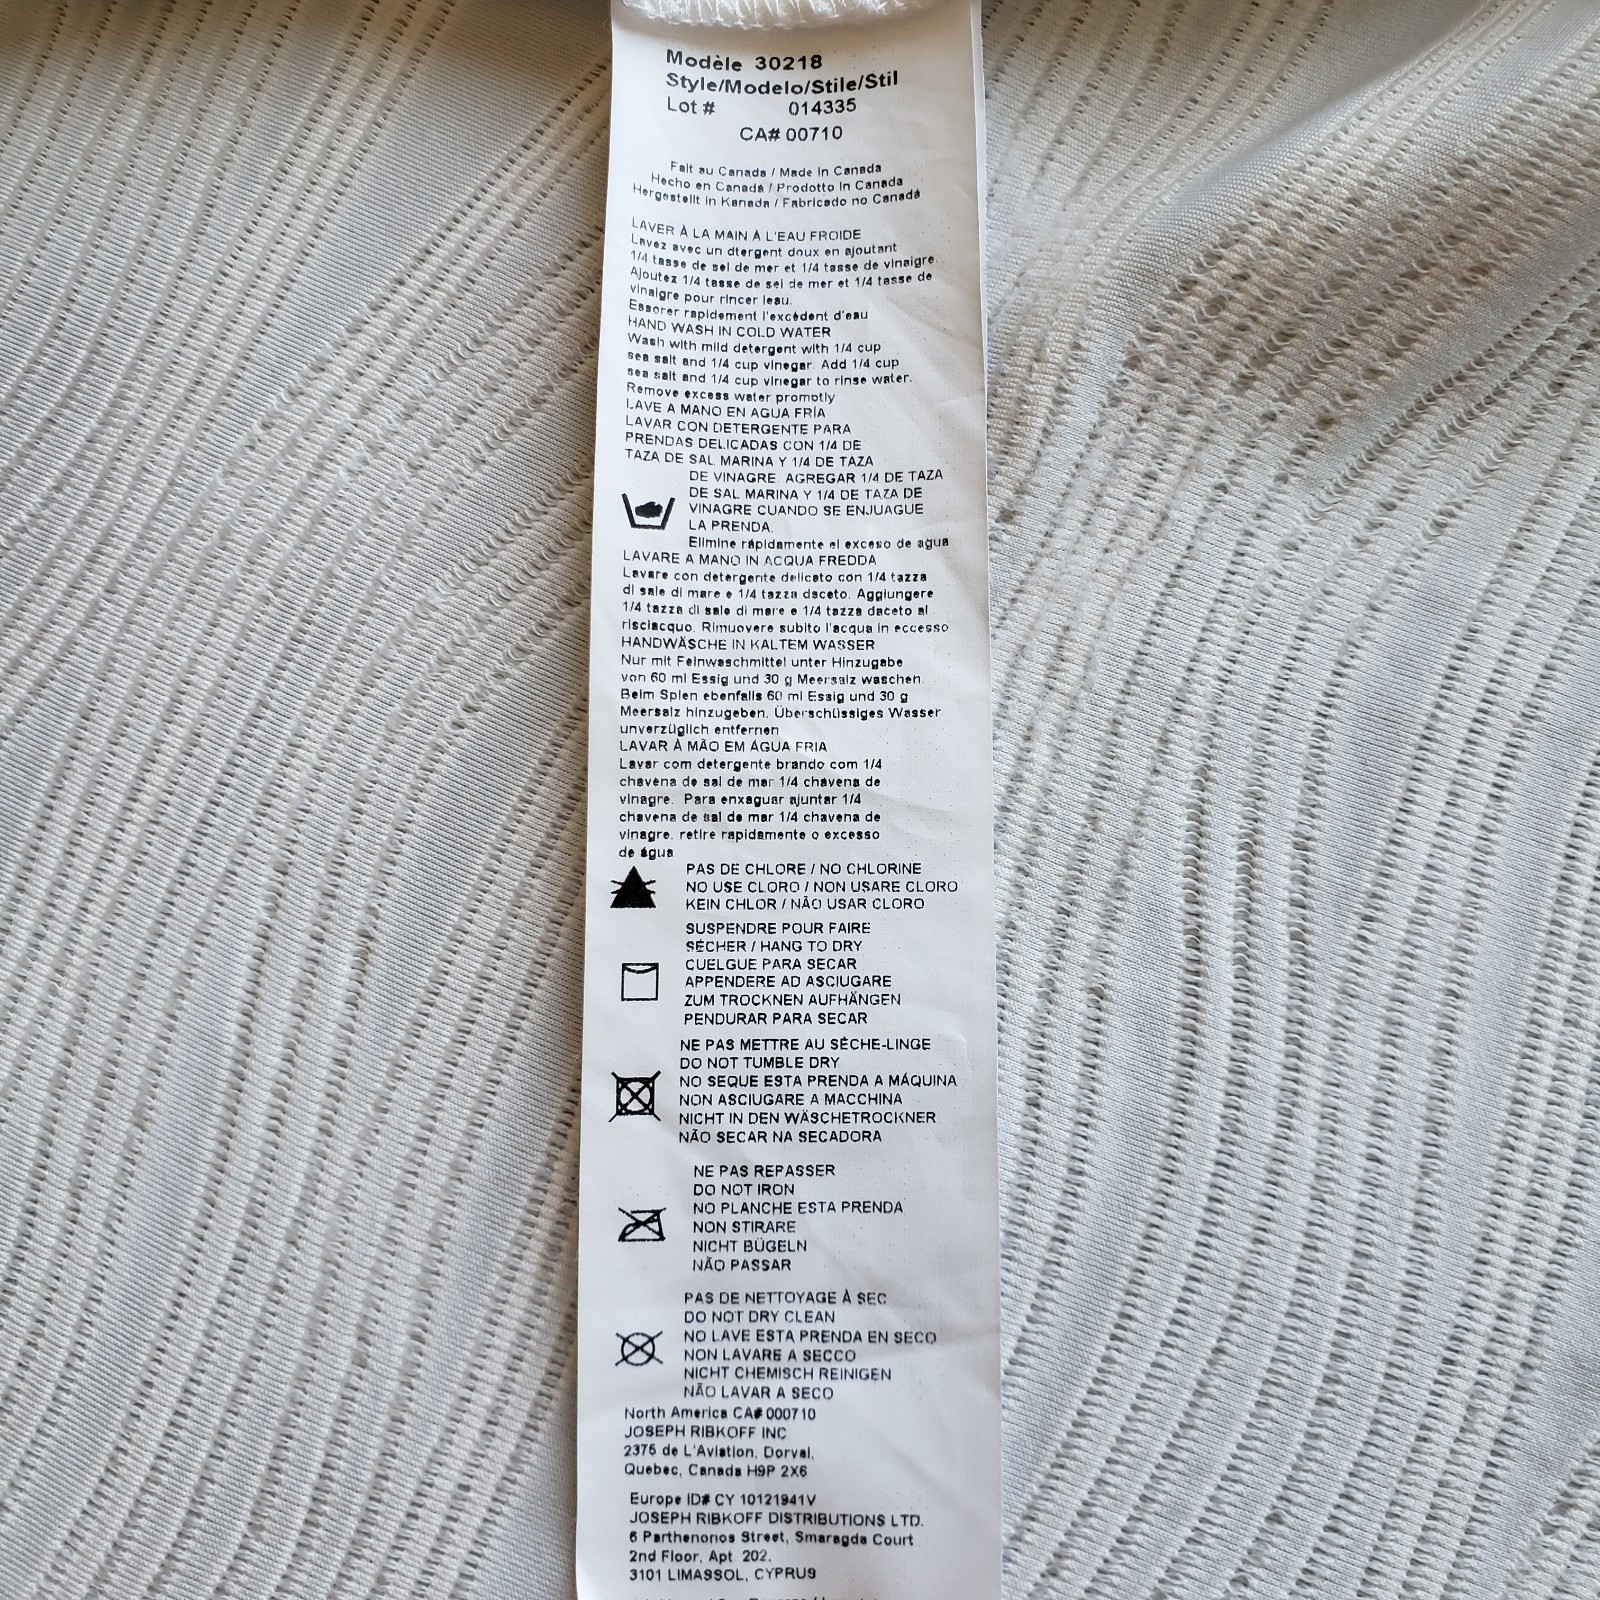 Modèle 30218
Style/Modelo/Stile/Stil
Lot # 014335
CA# 00710
Fait au Canada / Made in Canada
Hecho en Canadá / Prodotto in Canada
Hergestellt in Kanada / Fabricado no Canadá
LAVER À LA MAIN À L'EAU FROIDE
Lavez avec un dtergent doux en ajoutant
1/4 tasse de sel de mer et 1/4 tasse de vinaigre.
Ajoutez 1/4 tasse de sel de mer et 1/4 tasse de
vinaigre pour rincer leau.
Essorer rapidement l'excédent d'eau
HAND WASH IN COLD WATER
Wash with mild detergent with 1/4 cup
sea salt and 1/4 cup vinegar. Add 1/4 cup
sea salt and 1/4 cup vinegar to rinse water.
Remove excess water promptly
LAVE A MANO EN AGUA FRÍA
LAVAR CON DETERGENTE PARA
PRENDAS DELICADAS CON 1/4 DE
TAZA DE SAL MARINA Y 1/4 DE TAZA
DE VINAGRE. AGREGAR 1/4 DE TAZA
DE SAL MARINA Y 1/4 DE TAZA DE
VINAGRE CUANDO SE ENJUAGUE
LA PRENDA.
Elimine rápidamente el exceso de agua
LAVARE A MANO IN ACQUA FREDDA
Lavare con detergente delicato con 1/4 tazza
di sale di mare e 1/4 tazza daceto. Aggiungere
1/4 tazza di sale di mare e 1/4 tazza daceto al
risciacquo. Rimuovere subito l'acqua in eccesso
HANDWÄSCHE IN KALTEM WASSER
Nur mit Feinwaschmittel unter Hinzugabe
von 60 ml Essig und 30 g Meersalz waschen.
Beim Splen ebenfalls 60 ml Essig und 30 g
Meersalz hinzugeben. Überschüssiges Wasser
unverzüglich entfernen
LAVAR À MÃO EM ÁGUA FRIA
Lavar com detergente brando com 1/4
chavena de sal de mar 1/4 chavena de
vinagre. Para enxaguar ajuntar 1/4
chavena de sal de mar 1/4 chavena de
vinagre. retire rapidamente o excesso
de água
PAS DE CHLORE / NO CHLORINE
NO USE CLORO / NON USARE CLORO
KEIN CHLOR / NÃO USAR CLORO
SUSPENDRE POUR FAIRE
SÉCHER / HANG TO DRY
CUELGUE PARA SECAR
APPENDERE AD ASCIUGARE
ZUM TROCKNEN AUFHÄNGEN
PENDURAR PARA SECAR
NE PAS METTRE AU SÈCHE-LINGE
DO NOT TUMBLE DRY
NO SEQUE ESTA PRENDA A MÁQUINA
NON ASCIUGARE A MACCHINA
NICHT IN DEN WÄSCHETROCKNER
NÃO SECAR NA SECADORA
NE PAS REPASSER
DO NOT IRON
NO PLANCHE ESTA PRENDA
NON STIRARE
NICHT BÜGELN
NÃO PASSAR
PAS DE NETTOYAGE À SEC
DO NOT DRY CLEAN
NO LAVE ESTA PRENDA EN SECO
NON LAVARE A SECCO
NICHT CHEMISCH REINIGEN
NÃO LAVAR A SECO
North America CA# 000710
JOSEPH RIBKOFF INC
2375 de L'Aviation, Dorval,
Quebec, Canada H9P 2X6
Europe ID# CY 10121941V
JOSEPH RIBKOFF DISTRIBUTIONS LTD.
6 Parthenonos Street, Smaragda Court
2nd Floor, Apt. 202,
3101 LIMASSOL, CYPRUS